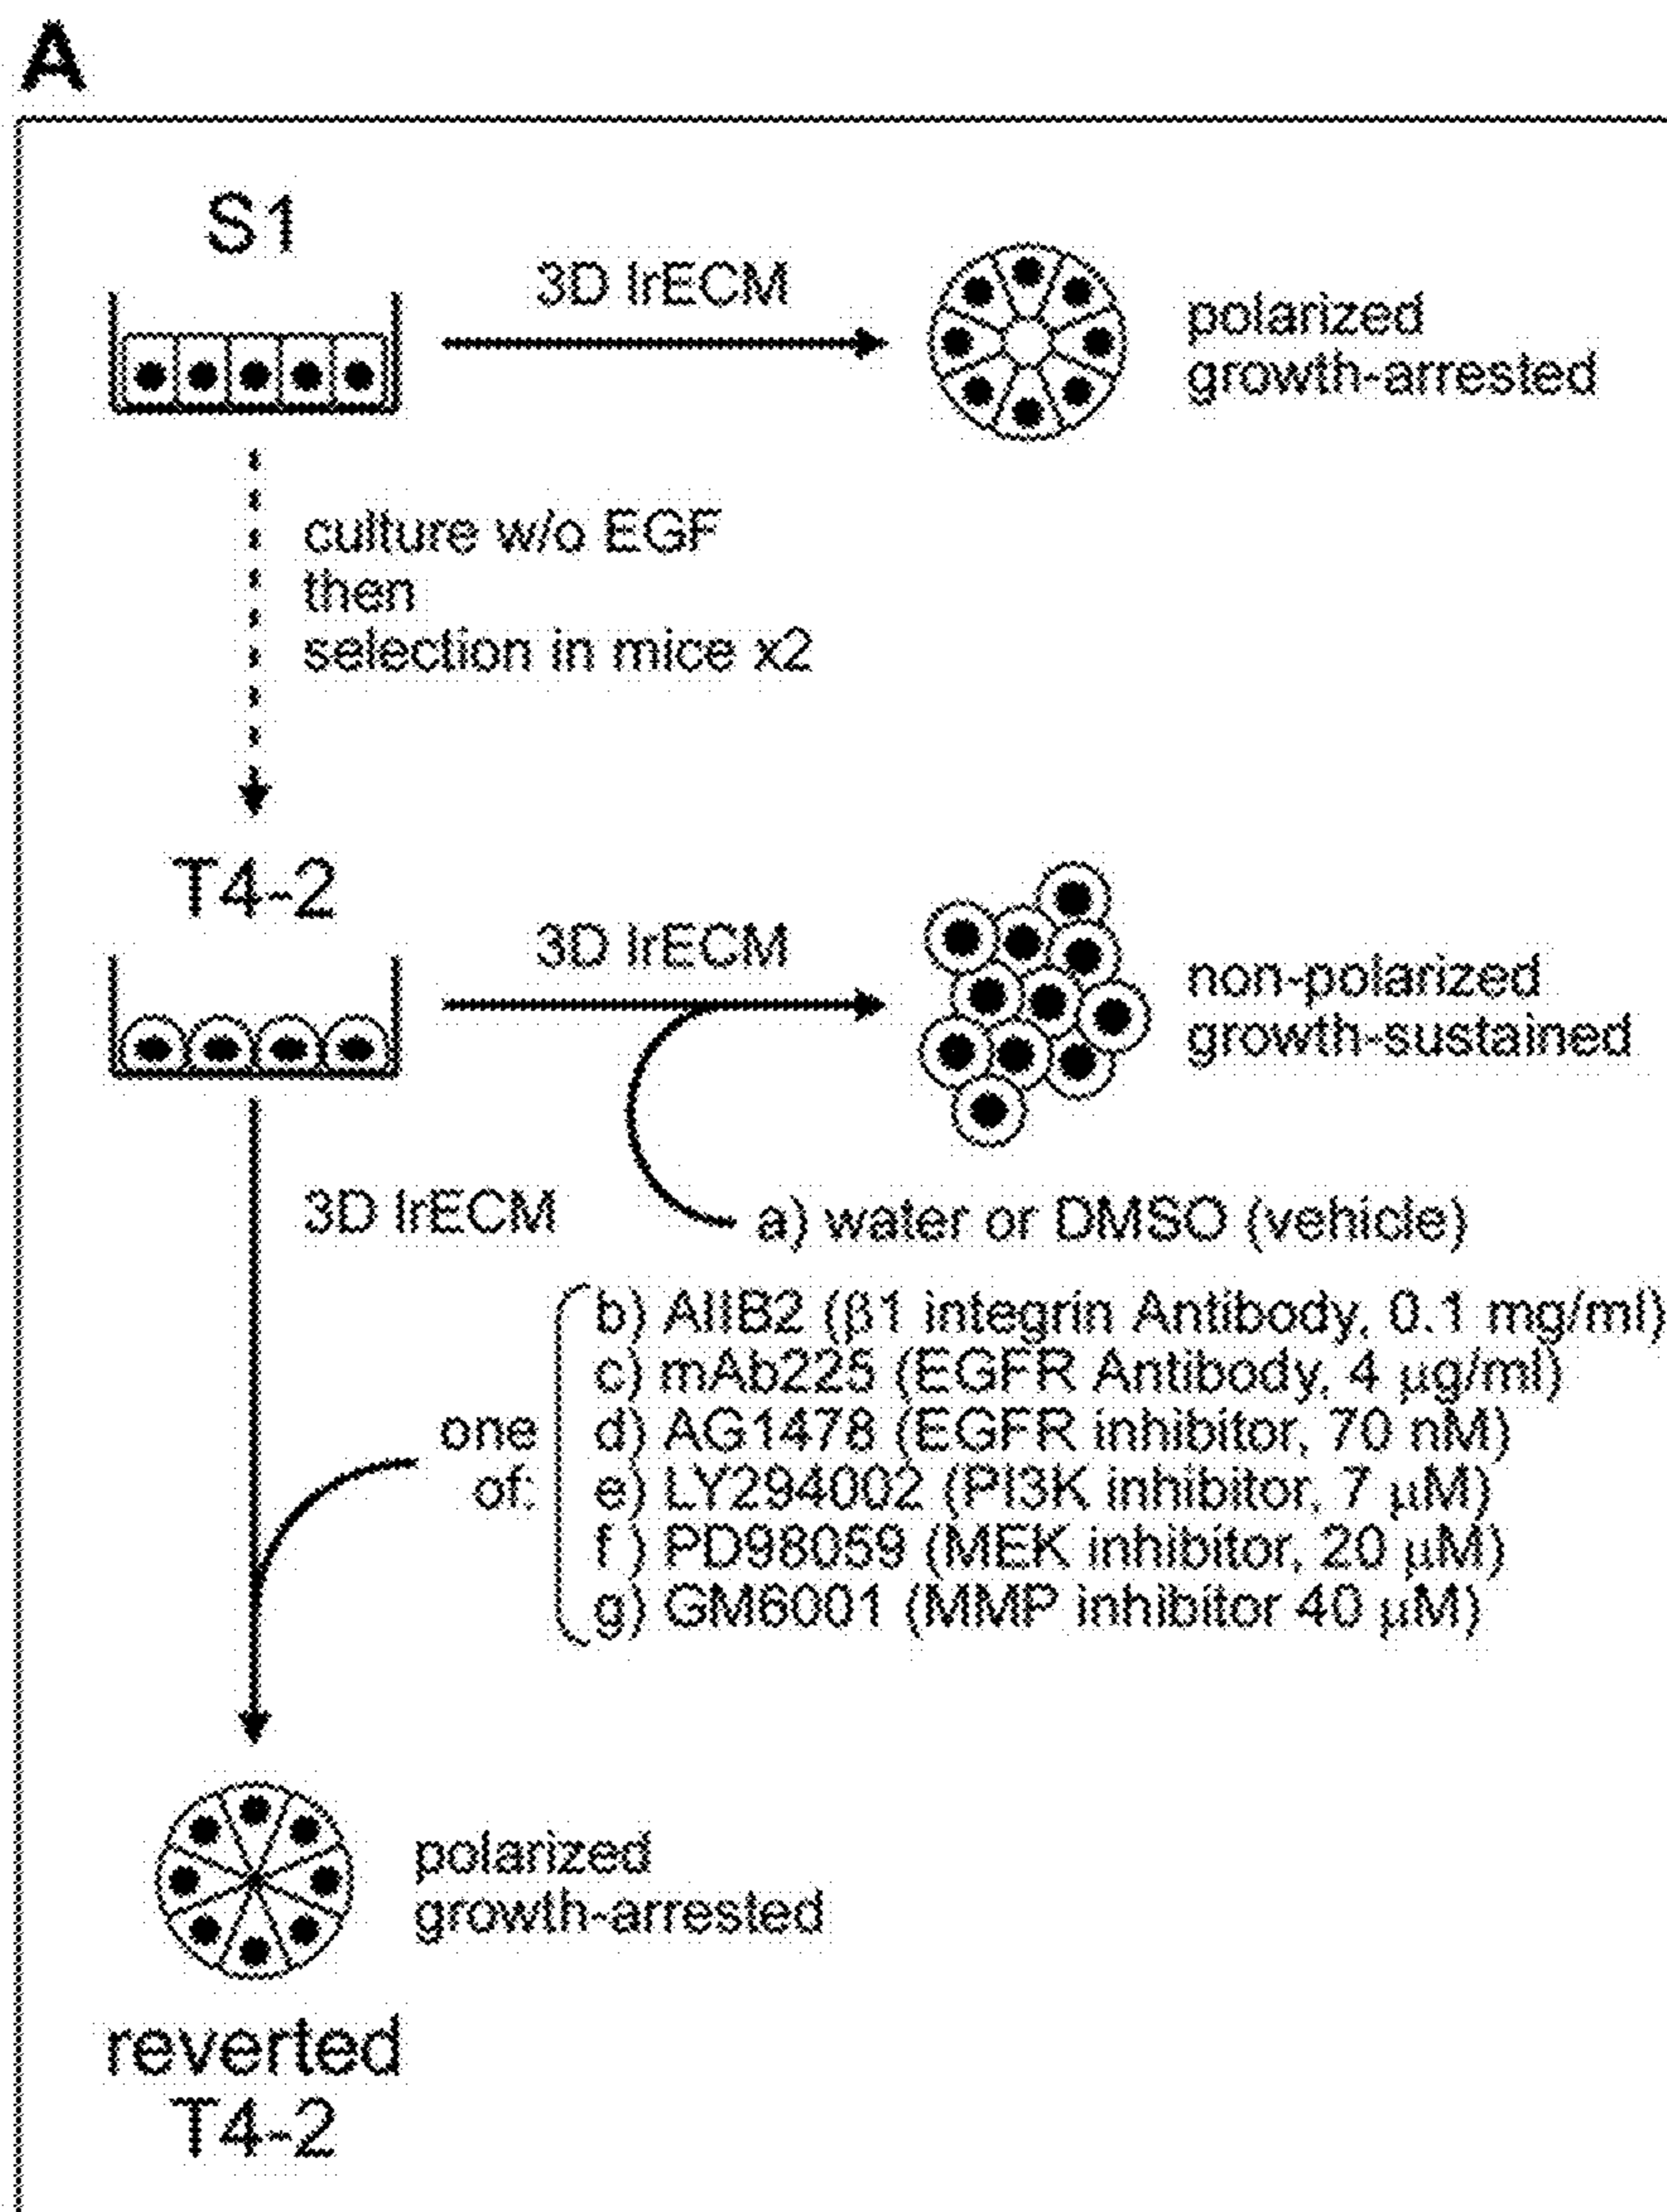 A
S1
3D lrECM
polarized
growth-arrested
culture w/o EGF
then
selection in mice x2
T4-2
3D lrECM
non-polarized
growth-sustained
3D lrECM
a) water or DMSO (vehicle)
one
of:
b) AIIB2 (β1 integrin Antibody, 0.1 mg/ml)
c) mAb225 (EGFR Antibody, 4 μg/ml)
d) AG1478 (EGFR inhibitor, 70 nM)
e) LY294002 (PI3K inhibitor, 7 μM)
f ) PD98059 (MEK inhibitor, 20 μM)
g) GM6001 (MMP inhibitor 40 μM)
polarized
growth-arrested
reverted
T4-2